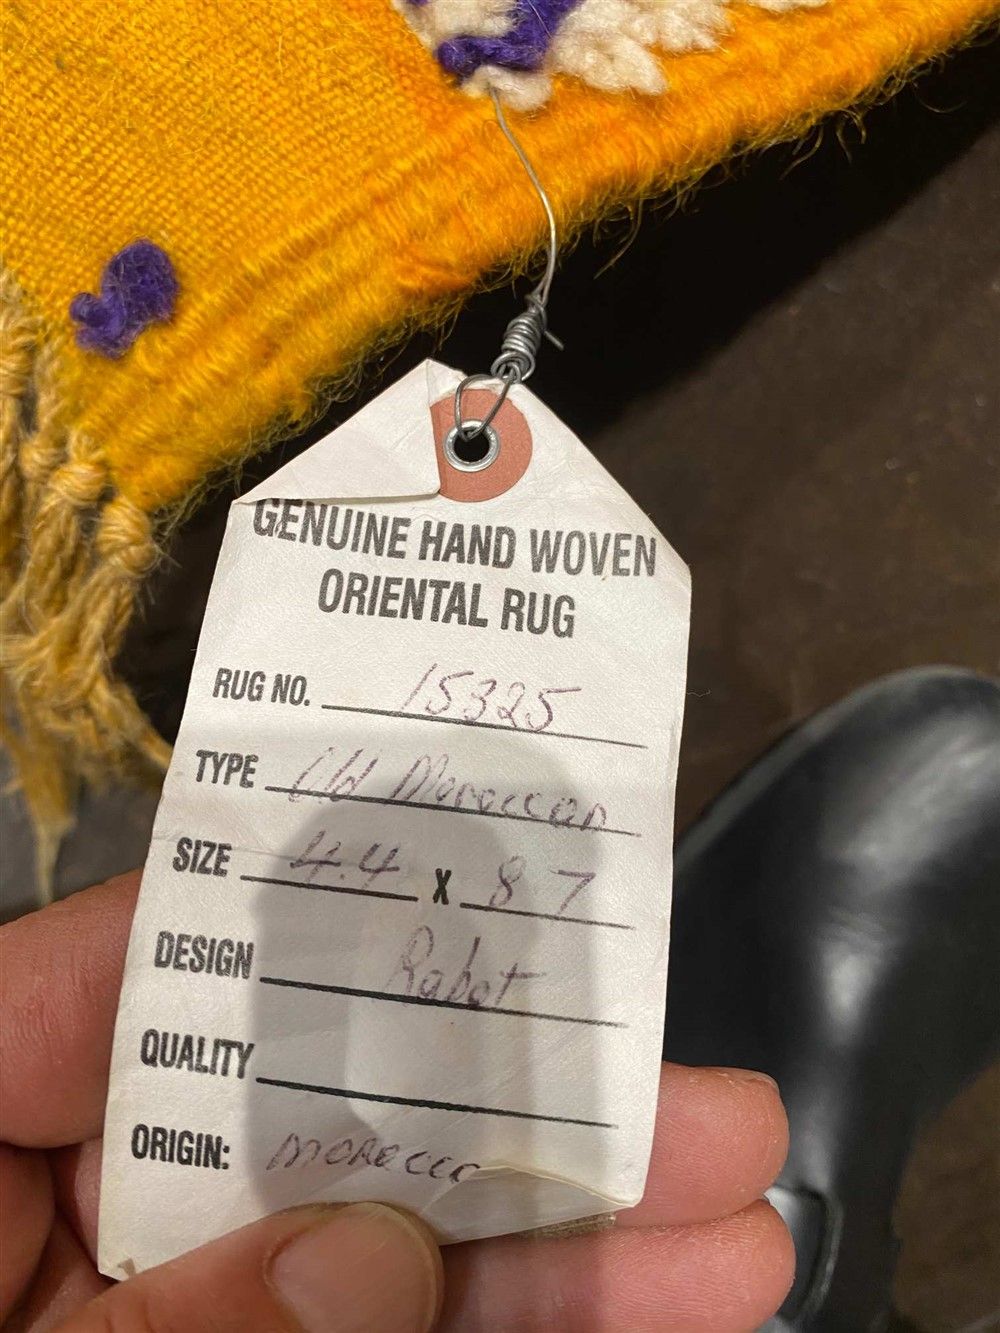 GENUINE HAND WOVEN
ORIENTAL RUG
RUG NO. 15325
TYPE Old Moroccan
SIZE 4.4 X 8 7
DESIGN Rabat
QUALITY
ORIGIN: MOROCCO